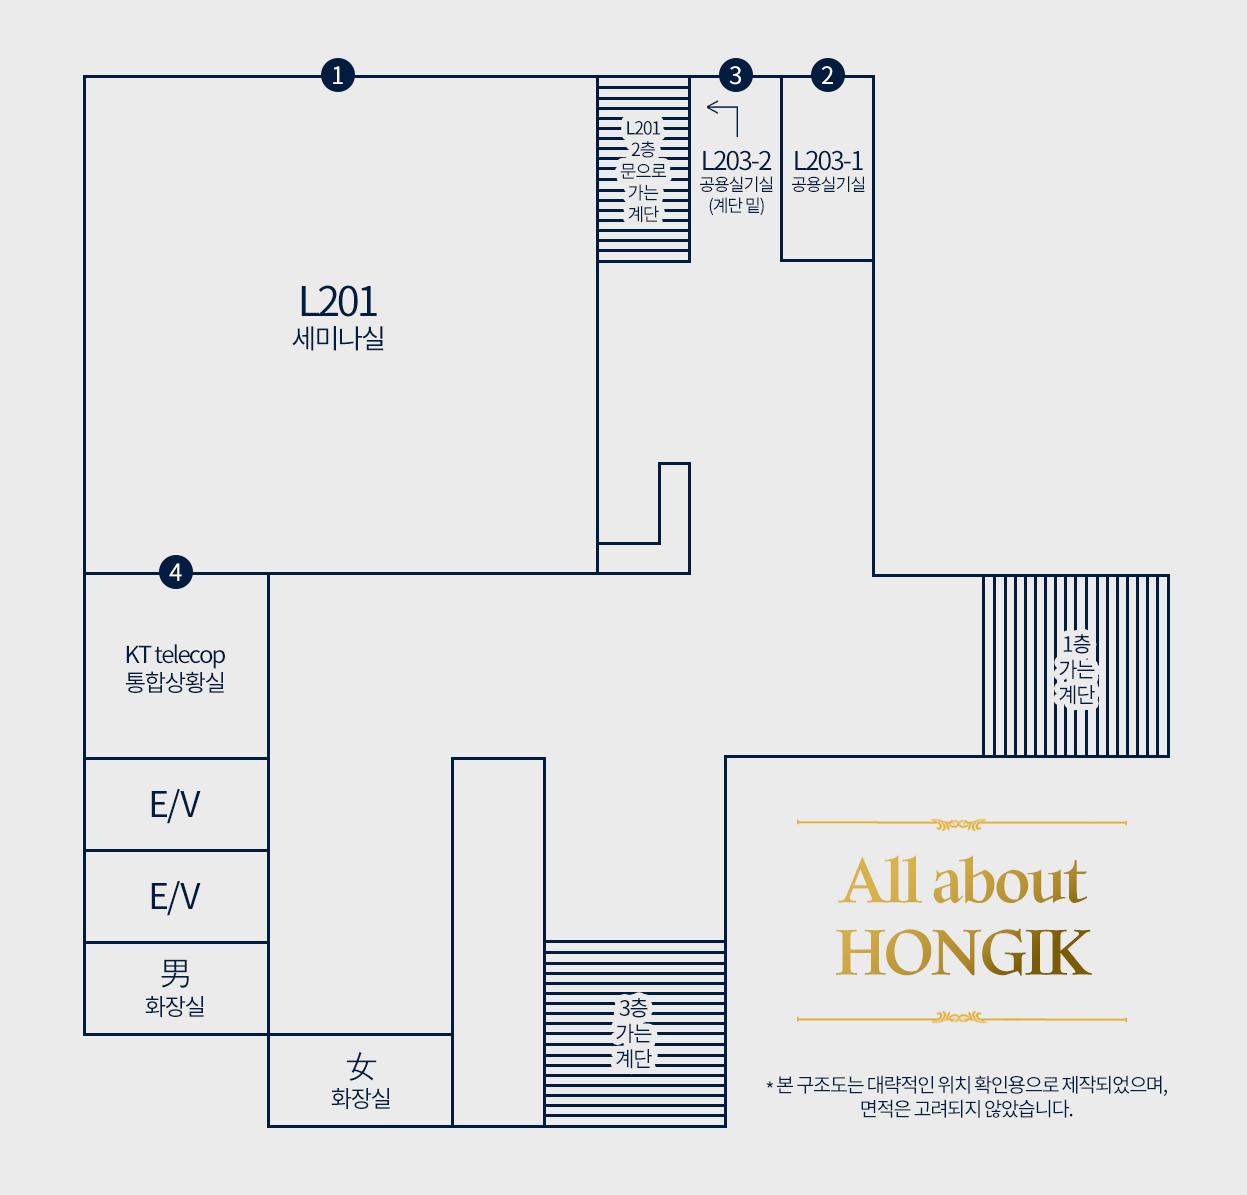 1
3
2
L201
2층
문으로
가는
계단
L203-2
공용실기실
(계단 밑)
L203-1
공용실기실
L201
세미나실
4
KT telecop
통합상황실
1층
가는
계단
E/V
E/V
男
화장실
女
화장실
3층
가는
계단
All about
HONGIK
* 본 구조도는 대략적인 위치 확인용으로 제작되었으며,
면적은 고려되지 않았습니다.